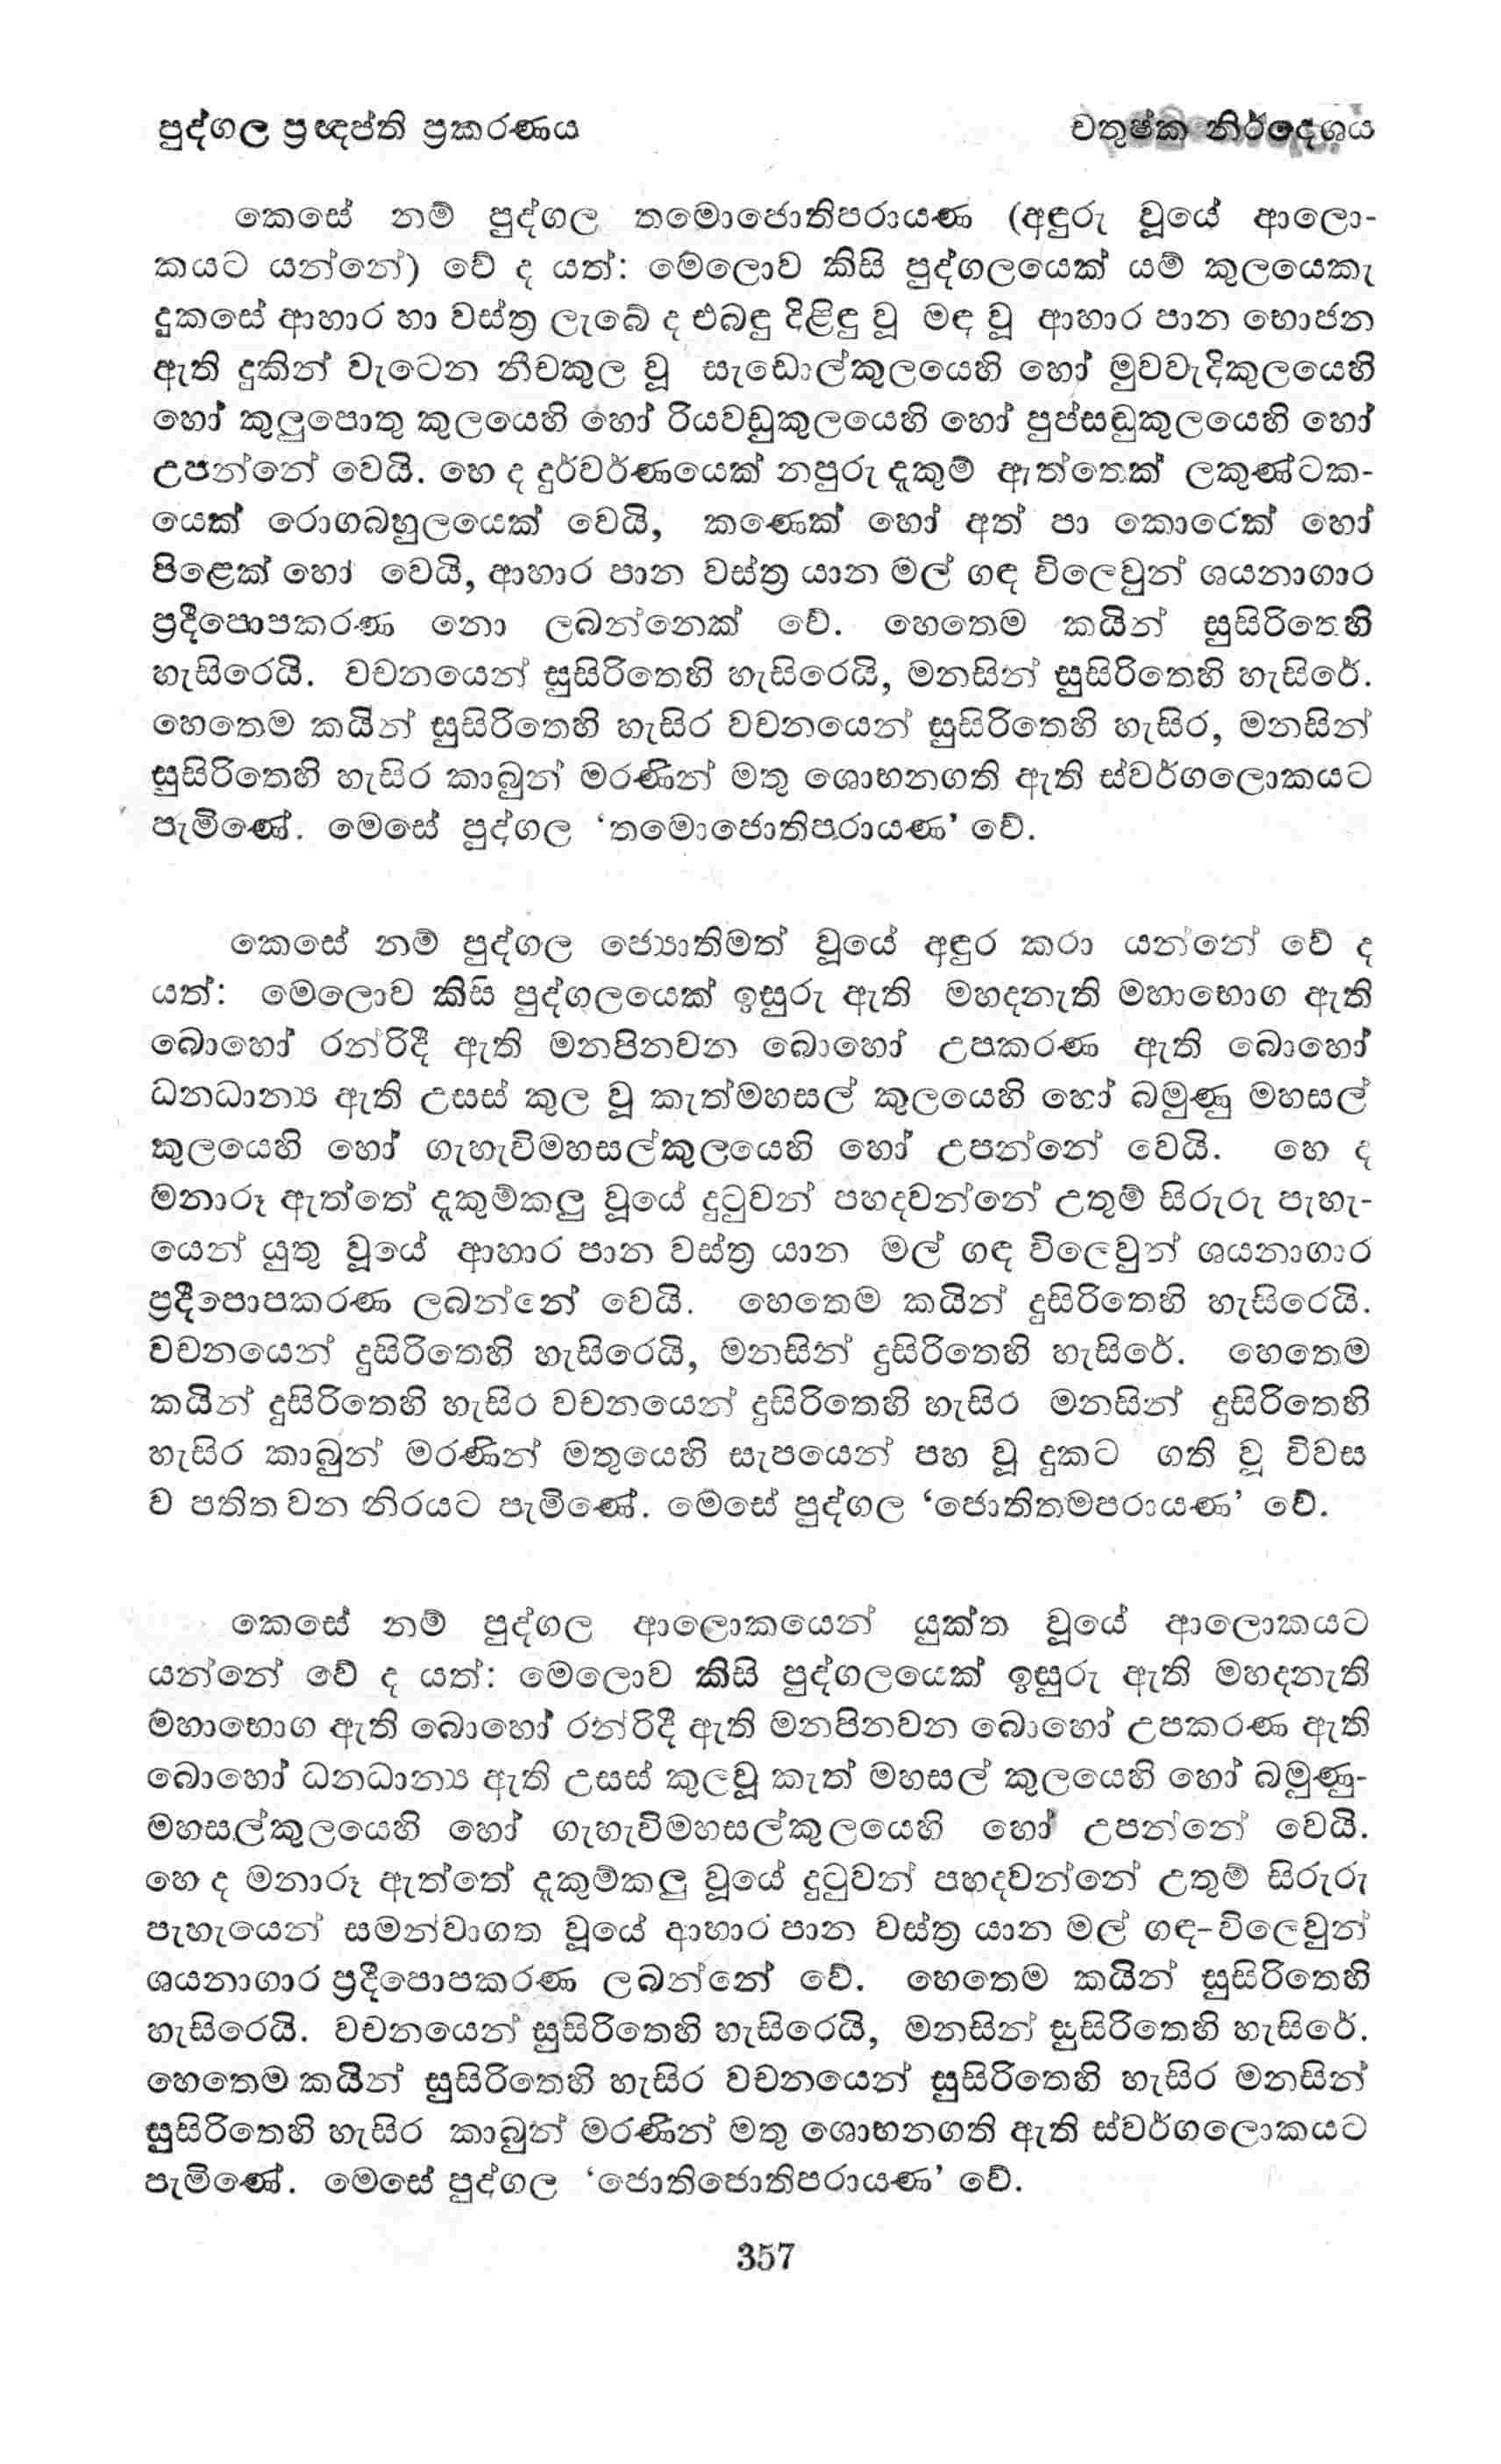 පුද්ගල ප්‍රඥප්ති ප්‍රකරණය චතුෂ්ක නිර්දෙශය
කෙසේ නම් පුද්ගල තමොජොතිපරායණ (අඳුරු වූයේ ආලො-
කයට යන්නේ) වේ ද යත්: මේලොව කිසි පුද්ගලයෙක් යම් කුලයෙකැ
දුකසේ ආහාර හා වස්ත්‍ර ලැබේ ද එබඳු දිළිඳු වූ මඳ වූ ආහාර පාන භොජන
ඇති දුකින් වැටෙන නීචකුල වූ සැඩොල්කුලයෙහි හෝ මුවවැදිකුලයෙහි
හෝ කුලුපොතු කුලයෙහි හෝ රියවඩුකුලයෙහි හෝ පුප්සඬුකුලයෙහි හෝ
උපන්නේ වෙයි. හෙ ද දුර්වර්ණයෙක් නපුරු දැකුම් ඇත්තෙක් ලකුණ්ටක-
යෙක් රොගබහුලයෙක් වෙයි, කණෙක් හෝ අත් පා කොරෙක් හෝ
පිළෙක් හෝ වෙයි, ආහාර පාන වස්ත්‍ර යාන මල් ගඳ විලෙවුන් ශයනාගාර
ප්‍රදීපොපකරණ නො ලබන්නෙක් වේ. හෙතෙම කයින් සුසිරිතෙහි
හැසිරෙයි. වචනයෙන් සුසිරිතෙහි හැසිරෙයි, මනසින් සුසිරිතෙහි හැසිරේ.
හෙතෙම කයින් සුසිරිතෙහි හැසිර වචනයෙන් සුසිරිතෙහි හැසිර, මනසින්
සුසිරිතෙහි හැසිර කාබුන් මරණින් මතු ශොභනගති ඇති ස්වර්ගලොකයට
පැමිණේ. මෙසේ පුද්ගල ‘තමොජොතිපරායණ’ වේ.
කෙසේ නම් පුද්ගල ජ්‍යොතිමත් වූයේ අඳුර කරා යන්නේ වේ ද
යත්: මෙලොව කිසි පුද්ගලයෙක් ඉසුරු ඇති මහදනැති මහාභොග ඇති
බොහෝ රන්රිදී ඇති මනපිනවන බොහෝ උපකරණ ඇති බොහෝ
ධනධාන්‍ය ඇති උසස් කුල වූ කැත්මහසල් කුලයෙහි හෝ බමුණු මහසල්
කුලයෙහි හෝ ගැහැවිමහසල්කුලයෙහි හෝ උපන්නේ වෙයි. හෙ ද
මනාරූ ඇත්තේ දැකුම්කලු වූයේ දුටුවන් පහදවන්නේ උතුම් සිරුරු පැහැ-
යෙන් යුතු වූයේ ආහාර පාන වස්ත්‍ර යාන මල් ගඳ විලෙවුන් ශයනාගාර
ප්‍රදීපොපකරණ ලබන්නේ වෙයි. හෙතෙම කයින් දුසිරිතෙහි හැසිරෙයි.
වචනයෙන් දුසිරිතෙහි හැසිරෙයි, මනසින් දුසිරිතෙහි හැසිරේ. හෙතෙම
කයින් දුසිරිතෙහි හැසිර වචනයෙන් දුසිරිතෙහි හැසිර මනසින් දුසිරිතෙහි
හැසිර කාබුන් මරණින් මතුයෙහි සැපයෙන් පහ වූ දුකට ගති වූ විවස
ව පතිත වන නිරයට පැමිණේ. මෙසේ පුද්ගල ‘ජොතිතමපරායණ’ වේ.
කෙසේ නම් පුද්ගල ආලොකයෙන් යුක්ත වූයේ ආලොකයට
යන්නේ වේ ද යත්: මෙලොව කිසි පුද්ගලයෙක් ඉසුරු ඇති මහදනැති
මහාභොග ඇති බොහෝ රන්රිදී ඇති මනපිනවන බොහෝ උපකරණ ඇති
බොහෝ ධනධාන්‍ය ඇති උසස් කුලවූ කැත් මහසල් කුලයෙහි හෝ බමුණු-
මහසල්කුලයෙහි හෝ ගැහැවිමහසල්කුලයෙහි හෝ උපන්නේ වෙයි.
හෙ ද මනාරූ ඇත්තේ දැකුම්කලු වූයේ දුටුවන් පහදවන්නේ උතුම් සිරුරු
පැහැයෙන් සමන්වාගත වූයේ ආහාර පාන වස්ත්‍ර යාන මල් ගඳ-විලෙවුන්
ශයනාගාර ප්‍රදීපොපකරණ ලබන්නේ වේ. හෙතෙම කයින් සුසිරිතෙහි
හැසිරෙයි. වචනයෙන් සුසිරිතෙහි හැසිරෙයි, මනසින් සුසිරිතෙහි හැසිරේ.
හෙතෙම කයින් සුසිරිතෙහි හැසිර වචනයෙන් සුසිරිතෙහි හැසිර මනසින්
සුසිරිතෙහි හැසිර කාබුන් මරණින් මතු ශොභනගති ඇති ස්වර්ගලොකයට
පැමිණේ. මෙසේ පුද්ගල ‘ජොතිජොතිපරායණ’ වේ.
357